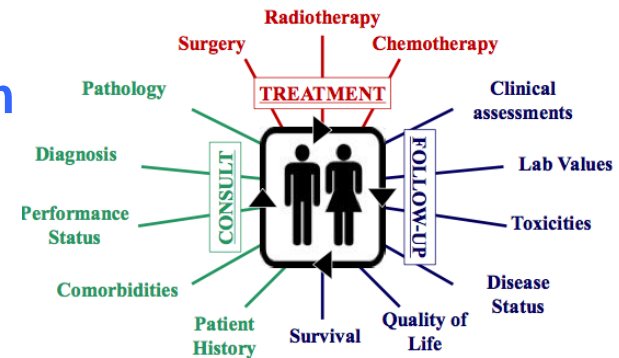 Radiotherapy
Surgery
Chemotherapy
TREATMENT
n
Pathology
Clinical
assessments
Diagnosis
CONSULT
FOLLOW-UP
Lab Values
Performance
Status
Toxicities
Comorbidities
Disease
Status
Patient
History
Survival
Quality of
Life